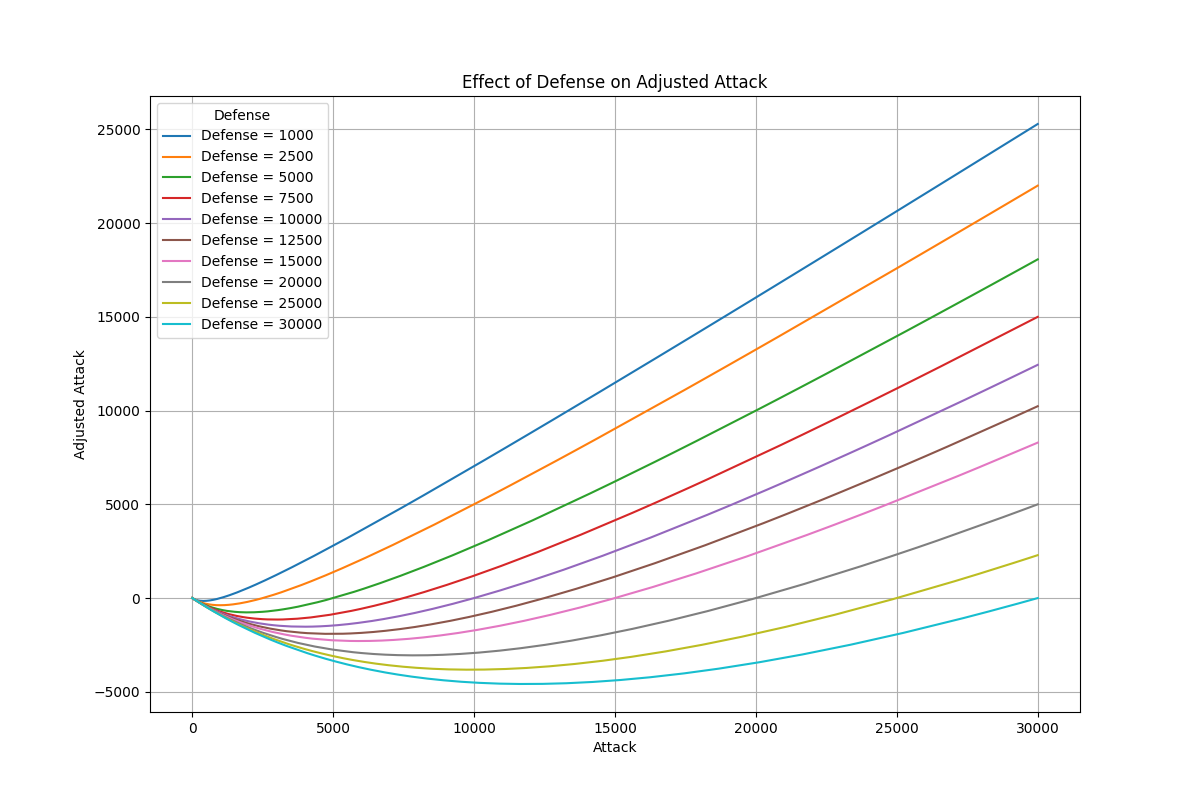 Effect of Defense on Adjusted Attack
Defense
Defense = 1000
Defense = 2500
Defense = 5000
Defense = 7500
Defense = 10000
Defense = 12500
Defense = 15000
Defense = 20000
Defense = 25000
Defense = 30000
25000
20000
15000
10000
5000
0
−5000
Adjusted Attack
0 5000 10000 15000 20000 25000 30000
Attack